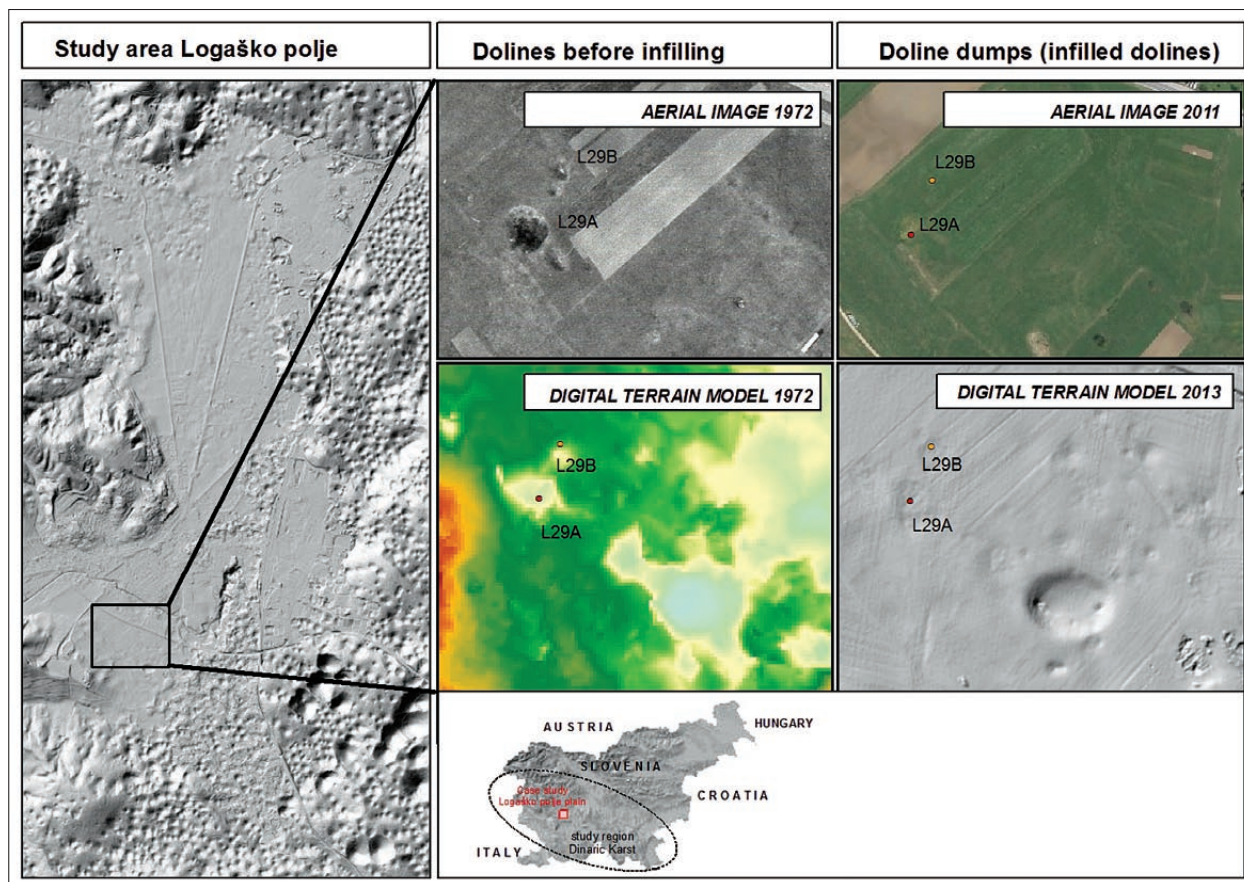 Study area Logaško polje
Dolines before infilling
Doline dumps (infilled dolines)
AERIAL IMAGE 1972
L29B
L29A
AERIAL IMAGE 2011
L29B
L29A
DIGITAL TERRAIN MODEL 1972
L29B
L29A
DIGITAL TERRAIN MODEL 2013
L29B
L29A
AUSTRIA
HUNGARY
SLOVENIA
CROATIA
Case study
Logaško polje plain
study region
Dinaric Karst
ITALY